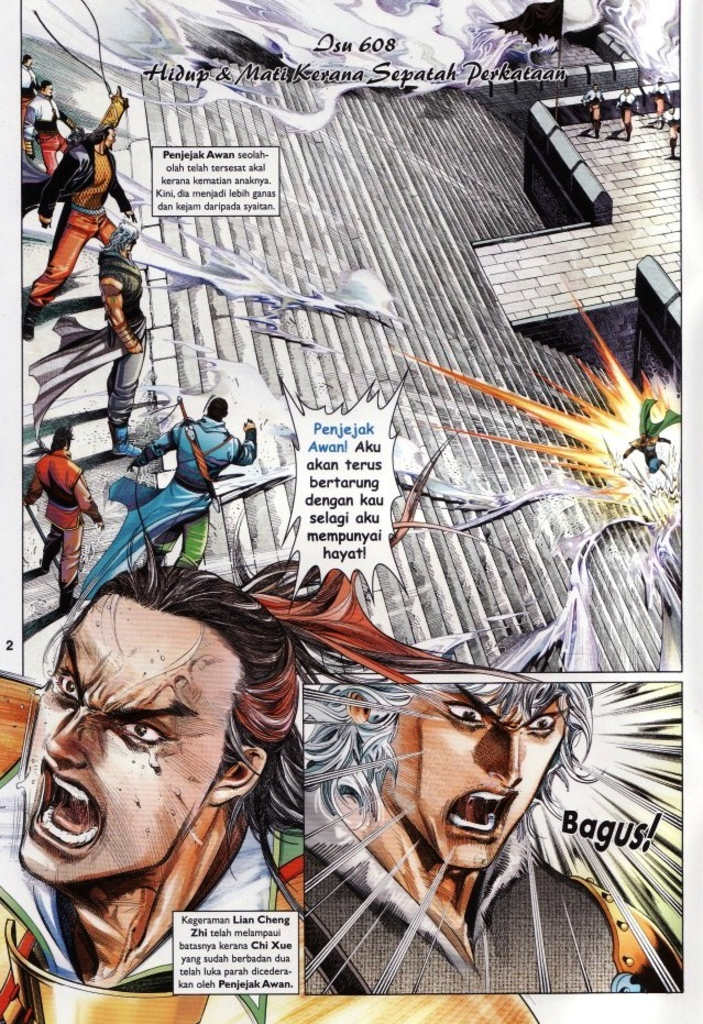 Isu 608
Hidup & Mati Kerana Sepatah Perkataan
Penjejak Awan seolah-
olah telah tersesat akal
kerana kematian anaknya.
Kini, dia menjadi lebih ganas
dan kejam daripada syaitan.
Penjejak
Awan! Aku
akan terus
bertarung
dengan kau
selagi aku
mempunyai
hayat!
2
Bagus!
Kegeraman Lian Cheng
Zhi telah melampaui
batasnya kerana Chi Xue
yang sudah berbadan dua
telah luka parah dicedera-
kan oleh Penjejak Awan.